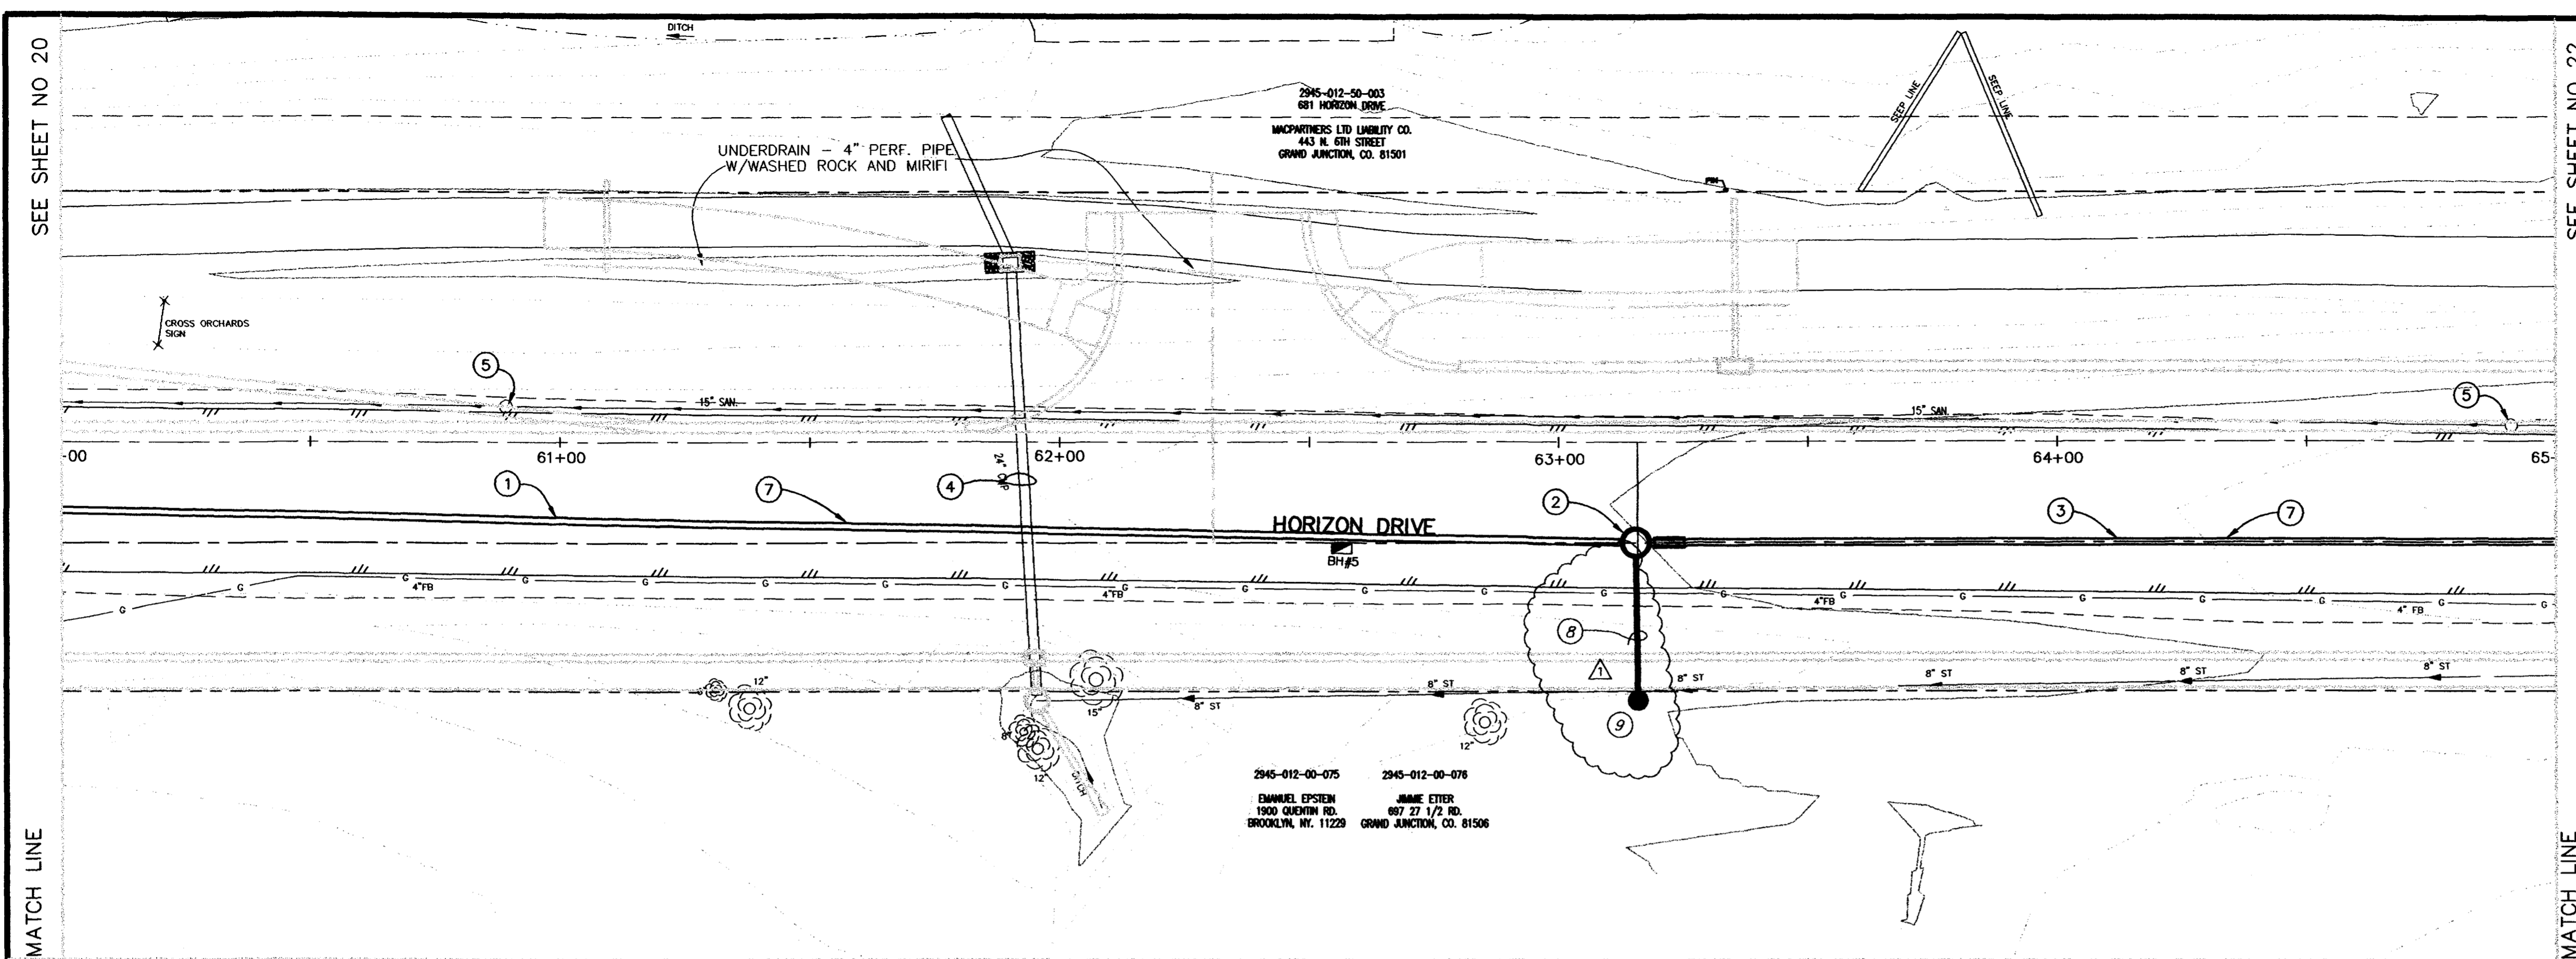 SEE SHEET NO 20
MATCH LINE
DITCH
2945-012-50-003
681 HORIZON DRIVE
MACPARTNERS LTD LIABILITY CO.
443 N. 6TH STREET
GRAND JUNCTION, CO. 81501
UNDERDRAIN - 4" PERF. PIPE
W/WASHED ROCK AND MIRIFI
SEEP LINE
SEEP LINE
PIN
CROSS ORCHARDS
SIGN
5
15" SAN.
15" SAN.
5
-00
61+00
62+00
63+00
64+00
65-
1
7
4
24" CMP
HORIZON DRIVE
BH#5
2
3
7
G
G
G
4"FB
G
G
G
G
G
G
4"FB
G
G
G
G
G
G
4"FB
G
G
G
G
4" FB
G
G
8
1
9
8" ST
8" ST
8" ST
8" ST
8" ST
8" ST
12"
15"
8"
12"
12"
DITCH
2945-012-00-075
EMANUEL EPSTEIN
1900 QUENTIN RD.
BROOKLYN, NY. 11229
2945-012-00-076
JIMMIE ETTER
697 27 1/2 RD.
GRAND JUNCTION, CO. 81506
SEE SHEET NO 22
MATCH LINE